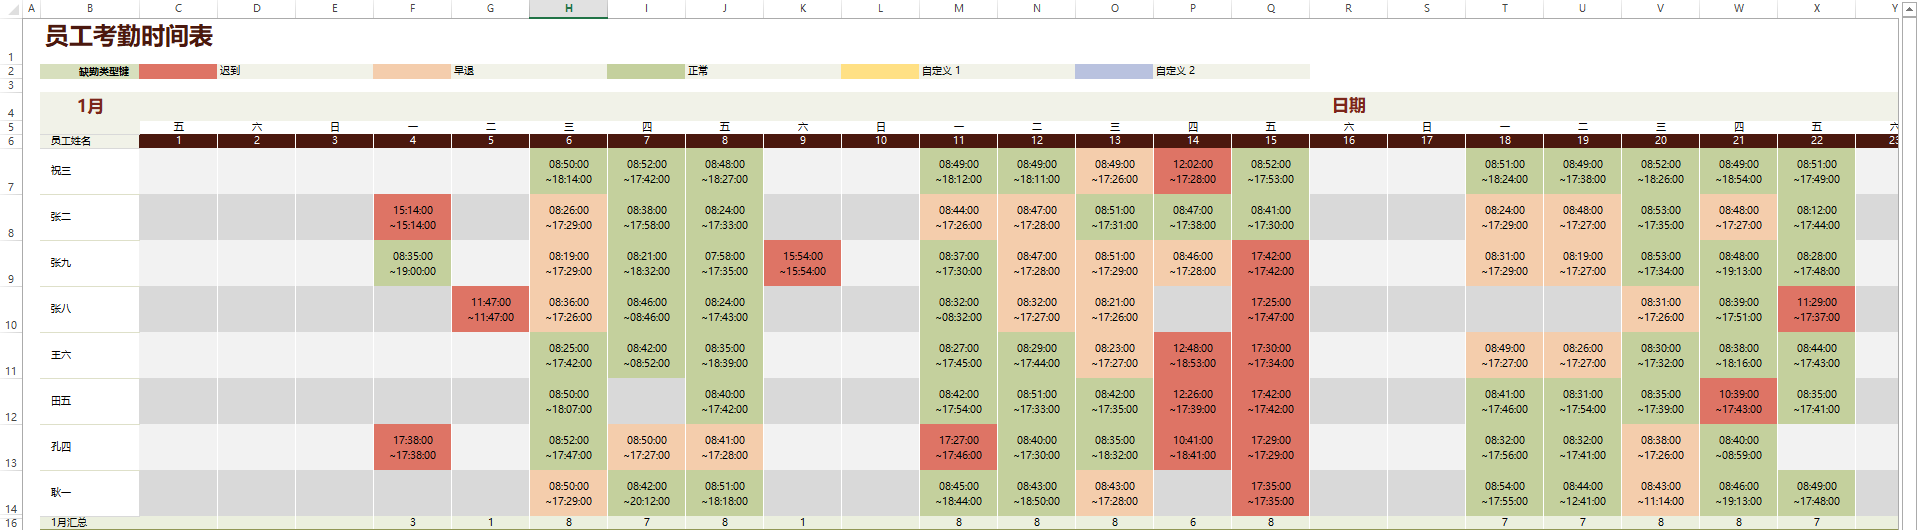 A B C D E F G H I J K L M N O P Q R S T U V W X Y
1 员工考勤时间表
2 缺勤类型键 迟到 早退 正常 自定义 1 自定义 2
3
4 1月 日期
5 五 六 日 一 二 三 四 五 六 日 一 二 三 四 五 六 日 一 二 三 四 五 六
6 员工姓名 1 2 3 4 5 6 7 8 9 10 11 12 13 14 15 16 17 18 19 20 21 22 23
08:50:00 08:52:00 08:48:00 08:49:00 08:49:00 08:49:00 12:02:00 08:52:00 08:51:00 08:49:00 08:52:00 08:49:00 08:51:00
7 祝三 ~18:14:00 ~17:42:00 ~18:27:00 ~18:12:00 ~18:11:00 ~17:26:00 ~17:28:00 ~17:53:00 ~18:24:00 ~17:38:00 ~18:26:00 ~18:54:00 ~17:49:00
15:14:00 08:26:00 08:38:00 08:24:00 08:44:00 08:47:00 08:51:00 08:47:00 08:41:00 08:24:00 08:48:00 08:53:00 08:48:00 08:12:00
8 张二 ~15:14:00 ~17:29:00 ~17:58:00 ~17:33:00 ~17:26:00 ~17:28:00 ~17:31:00 ~17:38:00 ~17:30:00 ~17:29:00 ~17:27:00 ~17:35:00 ~17:27:00 ~17:44:00
08:35:00 08:19:00 08:21:00 07:58:00 15:54:00 08:37:00 08:47:00 08:51:00 08:46:00 17:42:00 08:31:00 08:19:00 08:53:00 08:48:00 08:28:00
9 张九 ~19:00:00 ~17:29:00 ~18:32:00 ~17:35:00 ~15:54:00 ~17:30:00 ~17:28:00 ~17:29:00 ~17:28:00 ~17:42:00 ~17:29:00 ~17:27:00 ~17:34:00 ~19:13:00 ~17:48:00
11:47:00 08:36:00 08:46:00 08:24:00 08:32:00 08:32:00 08:21:00 17:25:00 08:31:00 08:39:00 11:29:00
10 张八 ~11:47:00 ~17:26:00 ~08:46:00 ~17:43:00 ~08:32:00 ~17:27:00 ~17:26:00 ~17:47:00 ~17:26:00 ~17:51:00 ~17:37:00
08:25:00 08:42:00 08:35:00 08:27:00 08:29:00 08:23:00 12:48:00 17:30:00 08:49:00 08:26:00 08:30:00 08:38:00 08:44:00
11 王六 ~17:42:00 ~08:52:00 ~18:39:00 ~17:45:00 ~17:44:00 ~17:27:00 ~18:53:00 ~17:34:00 ~17:27:00 ~17:27:00 ~17:32:00 ~18:16:00 ~17:43:00
08:50:00 08:40:00 08:42:00 08:51:00 08:42:00 12:26:00 17:42:00 08:41:00 08:31:00 08:35:00 10:39:00 08:35:00
12 田五 ~18:07:00 ~17:42:00 ~17:54:00 ~17:33:00 ~17:35:00 ~17:39:00 ~17:42:00 ~17:46:00 ~17:54:00 ~17:39:00 ~17:43:00 ~17:41:00
17:38:00 08:52:00 08:50:00 08:41:00 17:27:00 08:40:00 08:35:00 10:41:00 17:29:00 08:32:00 08:32:00 08:38:00 08:40:00
13 孔四 ~17:38:00 ~17:47:00 ~17:27:00 ~17:28:00 ~17:46:00 ~17:30:00 ~18:32:00 ~18:41:00 ~17:29:00 ~17:56:00 ~17:41:00 ~17:26:00 ~08:59:00
08:50:00 08:42:00 08:51:00 08:45:00 08:43:00 08:43:00 17:35:00 08:54:00 08:44:00 08:43:00 08:46:00 08:49:00
14 耿一 ~17:29:00 ~20:12:00 ~18:18:00 ~18:44:00 ~18:50:00 ~17:28:00 ~17:35:00 ~17:55:00 ~12:41:00 ~11:14:00 ~19:13:00 ~17:48:00
16 1月汇总 3 1 8 7 8 1 8 8 8 6 8 7 7 8 8 7